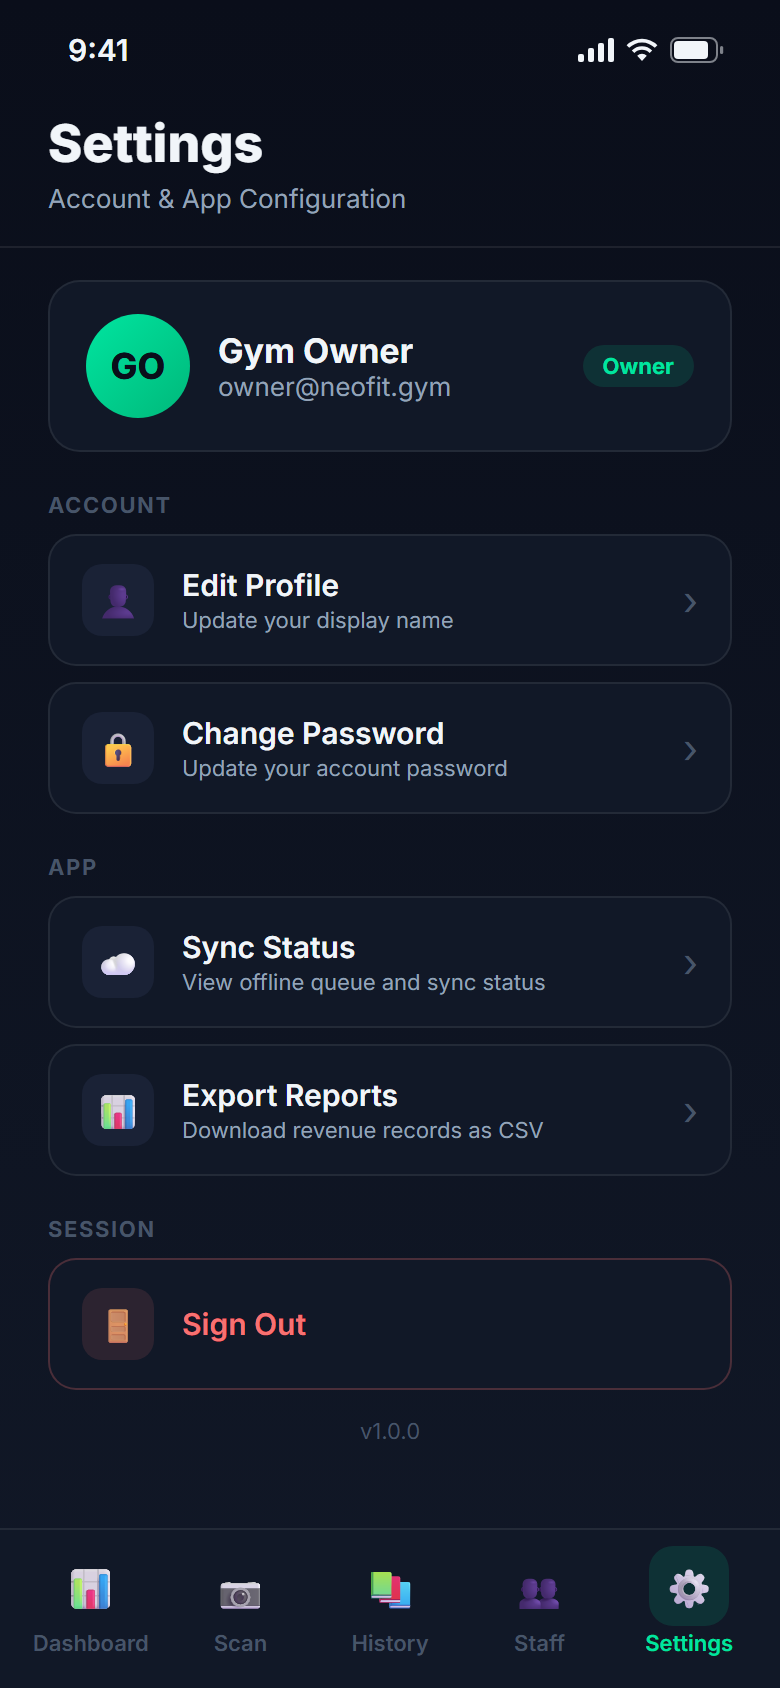 9:41
Settings
Account & App Configuration
GO
Gym Owner
owner@neofit.gym
Owner
ACCOUNT
Edit Profile
Update your display name
Change Password
Update your account password
APP
Sync Status
View offline queue and sync status
Export Reports
Download revenue records as CSV
SESSION
Sign Out
v1.0.0
Dashboard
Scan
History
Staff
Settings